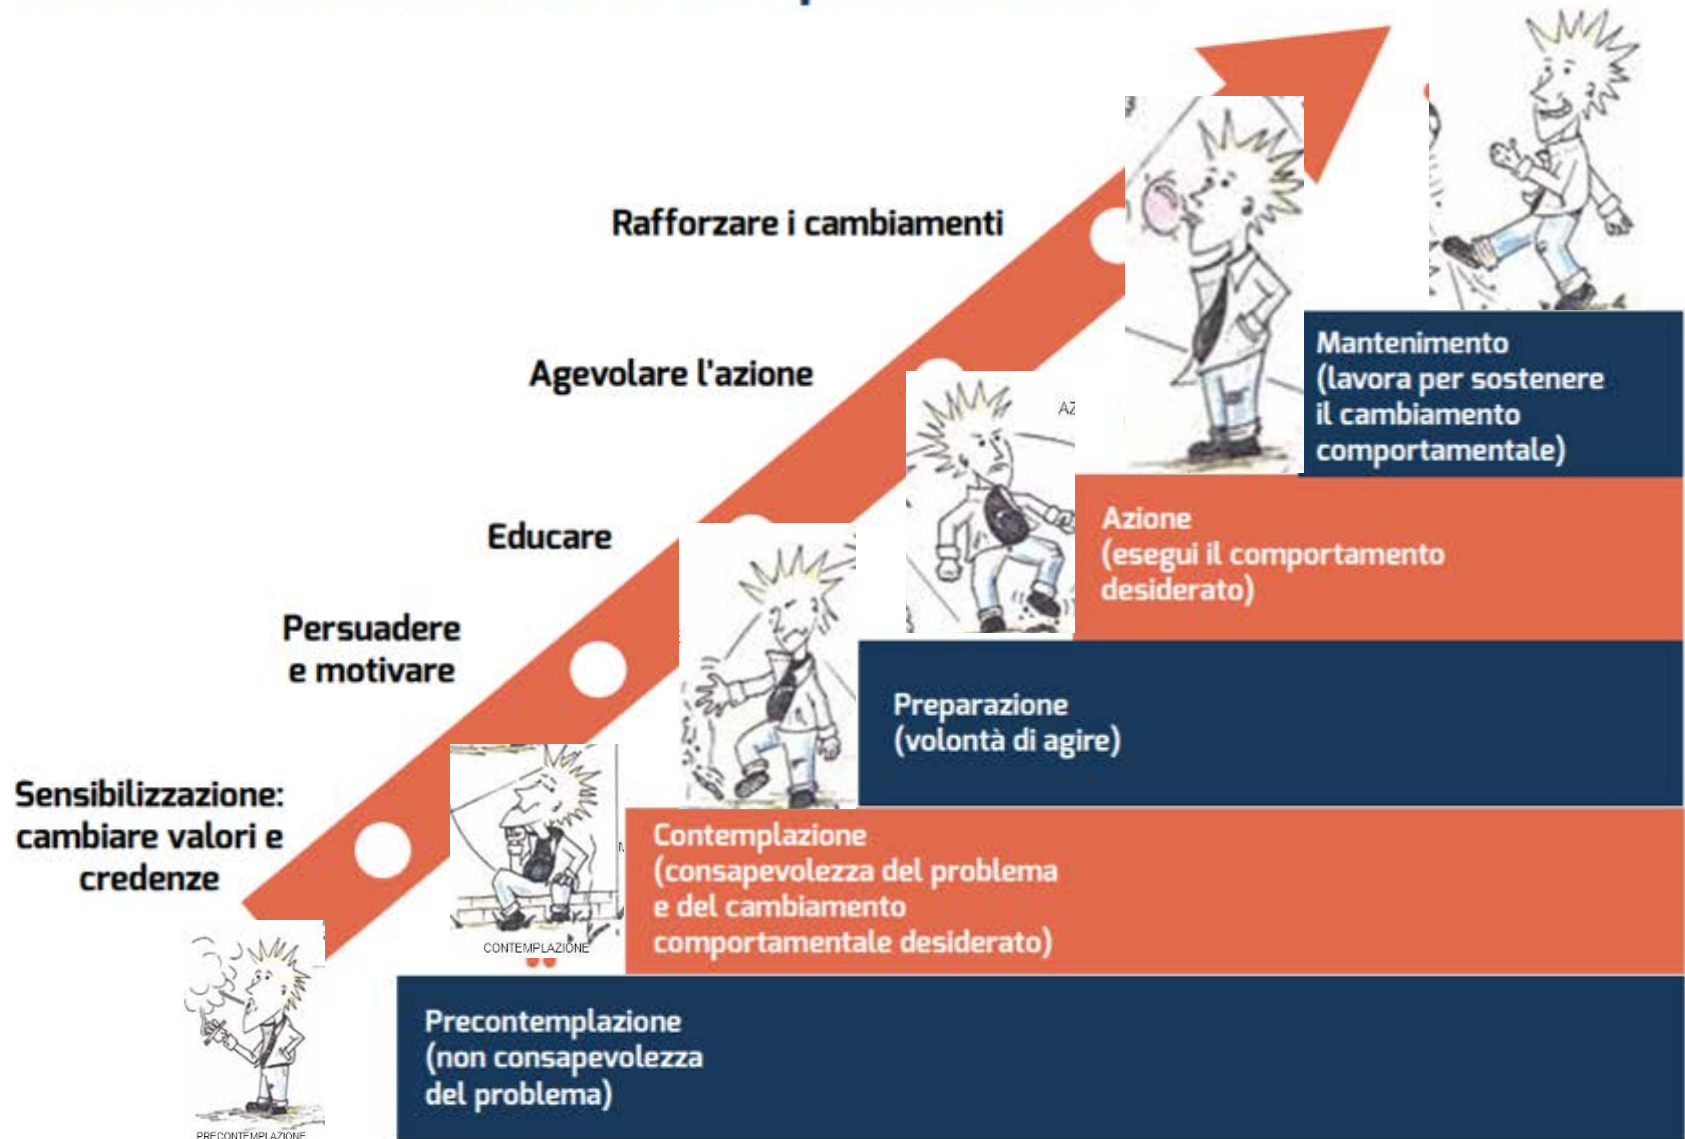 Rafforzare i cambiamenti
Agevolare l'azione
Educare
Persuadere
e motivare
Sensibilizzazione:
cambiare valori e
credenze
Mantenimento
(lavora per sostenere
il cambiamento
comportamentale)
Azione
(esegui il comportamento
desiderato)
Preparazione
(volontà di agire)
Contemplazione
(consapevolezza del problema
e del cambiamento
comportamentale desiderato)
Precontemplazione
(non consapevolezza
del problema)
AZ
CONTEMPLAZIONE
PRECONTEMPLAZIONE